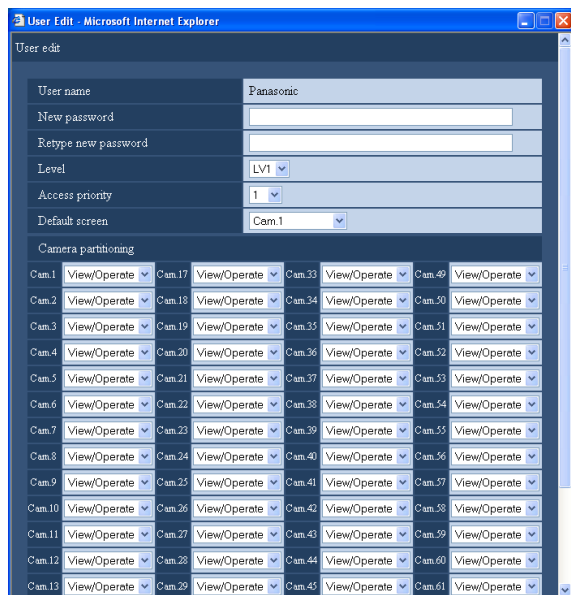 User Edit - Microsoft Internet Explorer
User edit
User name Panasonic
New password
Retype new password
Level LV1
Access priority 1
Default screen Cam.1
Camera partitioning
Cam.1 View/Operate Cam.17 View/Operate Cam.33 View/Operate Cam.49 View/Operate
Cam.2 View/Operate Cam.18 View/Operate Cam.34 View/Operate Cam.50 View/Operate
Cam.3 View/Operate Cam.19 View/Operate Cam.35 View/Operate Cam.51 View/Operate
Cam.4 View/Operate Cam.20 View/Operate Cam.36 View/Operate Cam.52 View/Operate
Cam.5 View/Operate Cam.21 View/Operate Cam.37 View/Operate Cam.53 View/Operate
Cam.6 View/Operate Cam.22 View/Operate Cam.38 View/Operate Cam.54 View/Operate
Cam.7 View/Operate Cam.23 View/Operate Cam.39 View/Operate Cam.55 View/Operate
Cam.8 View/Operate Cam.24 View/Operate Cam.40 View/Operate Cam.56 View/Operate
Cam.9 View/Operate Cam.25 View/Operate Cam.41 View/Operate Cam.57 View/Operate
Cam.10 View/Operate Cam.26 View/Operate Cam.42 View/Operate Cam.58 View/Operate
Cam.11 View/Operate Cam.27 View/Operate Cam.43 View/Operate Cam.59 View/Operate
Cam.12 View/Operate Cam.28 View/Operate Cam.44 View/Operate Cam.60 View/Operate
Cam.13 View/Operate Cam.29 View/Operate Cam.45 View/Operate Cam.61 View/Operate